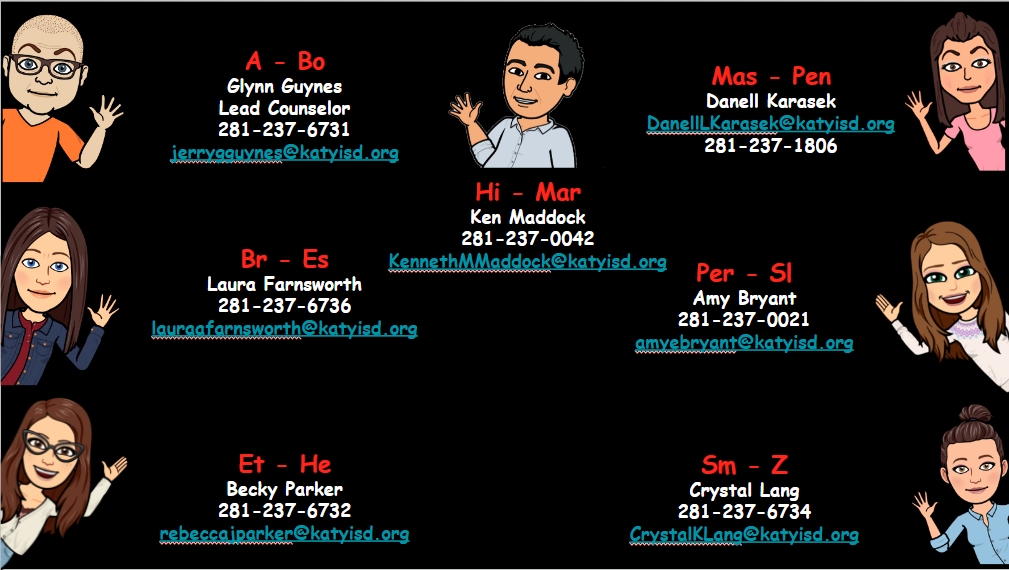 A - Bo
Glynn Guynes
Lead Counselor
281-237-6731
jerrygguynes@katyisd.org
Hi - Mar
Ken Maddock
281-237-0042
KennethMMaddock@katyisd.org
Mas - Pen
Danell Karasek
DanellLKarasek@katyisd.org
281-237-1806
Br - Es
Laura Farnsworth
281-237-6736
lauraafarnsworth@katyisd.org
Per - Sl
Amy Bryant
281-237-0021
amyebryant@katyisd.org
Et - He
Becky Parker
281-237-6732
rebeccajparker@katyisd.org
Sm - Z
Crystal Lang
281-237-6734
CrystalKLang@katyisd.org